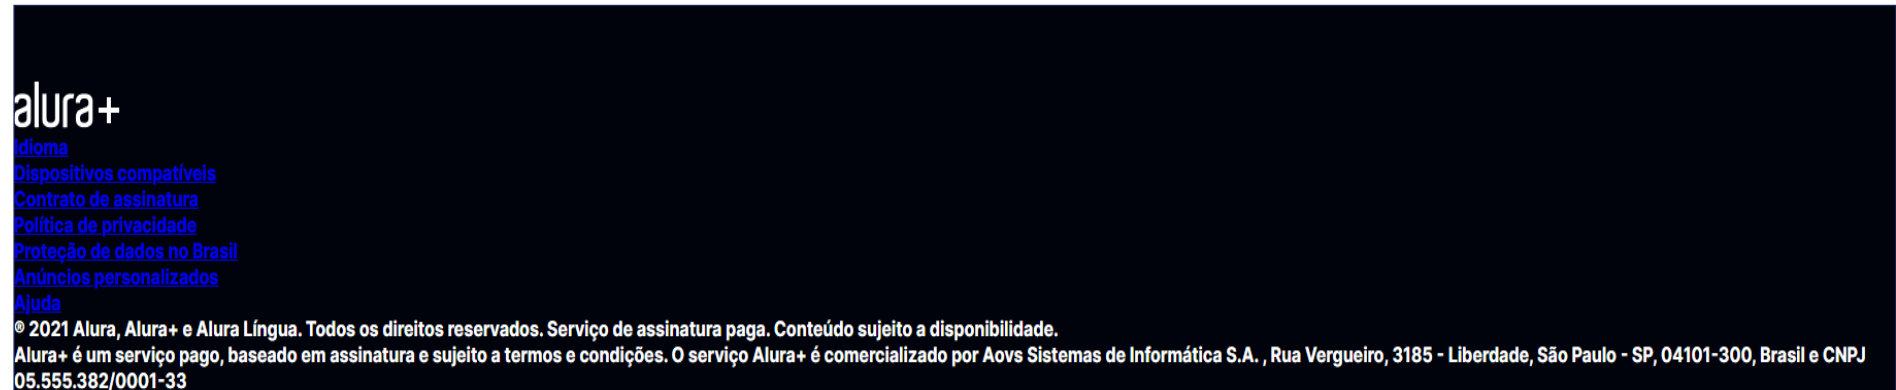 alura+
Idioma
Dispositivos compatíveis
Contrato de assinatura
Política de privacidade
Proteção de dados no Brasil
Anúncios personalizados
Ajuda
® 2021 Alura, Alura+ e Alura Língua. Todos os direitos reservados. Serviço de assinatura paga. Conteúdo sujeito a disponibilidade.
Alura+ é um serviço pago, baseado em assinatura e sujeito a termos e condições. O serviço Alura+ é comercializado por Aovs Sistemas de Informática S.A. , Rua Vergueiro, 3185 - Liberdade, São Paulo - SP, 04101-300, Brasil e CNPJ
05.555.382/0001-33